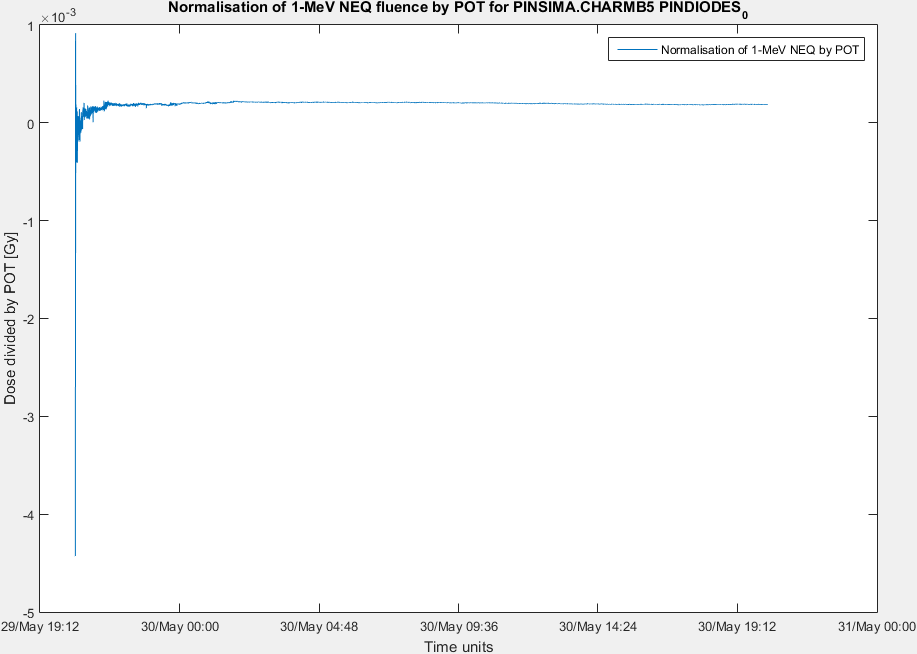 Normalisation of 1-MeV NEQ fluence by POT for PINSIMA.CHARMB5 PINDIODES0
×10-3
Normalisation of 1-MeV NEQ by POT
1
0
-1
-2
-3
-4
-5
Dose divided by POT [Gy]
29/May 19:12 30/May 00:00 30/May 04:48 30/May 09:36 30/May 14:24 30/May 19:12 31/May 00:00
Time units